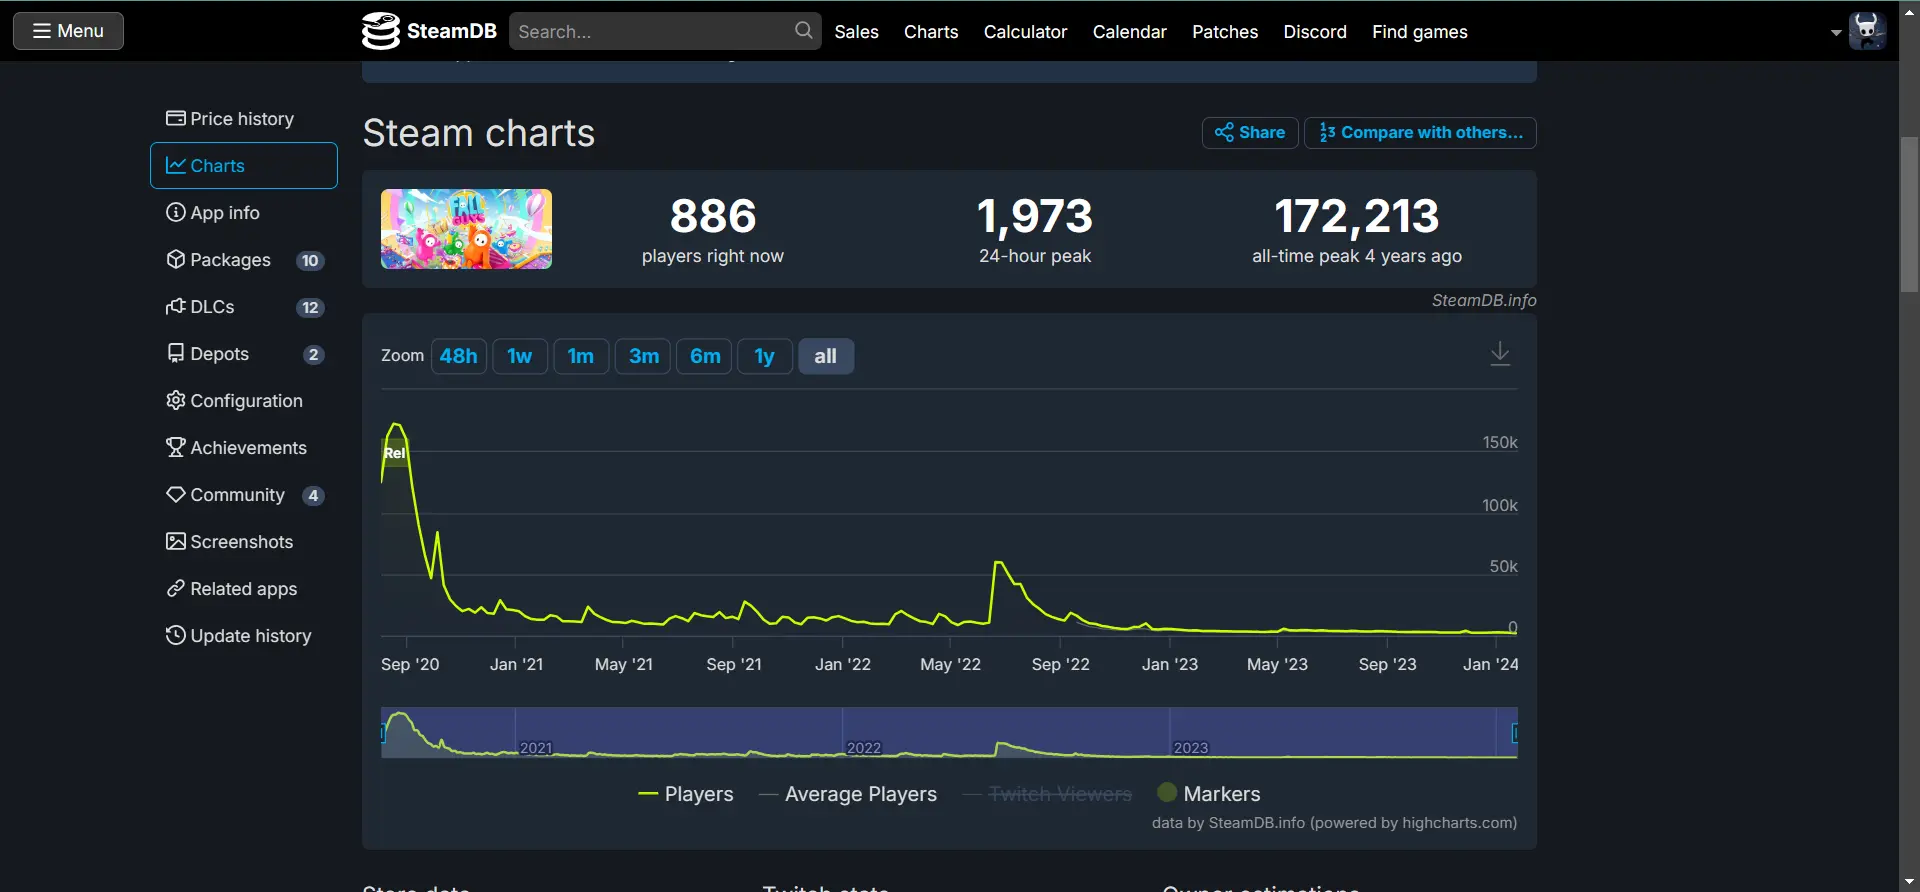 Menu
SteamDB
Search...
Sales
Charts
Calculator
Calendar
Patches
Discord
Find games
Price history
Charts
App info
Packages 10
DLCs 12
Depots 2
Configuration
Achievements
Community 4
Screenshots
Related apps
Update history
Steam charts
Share
Compare with others...
FALL
GUYS
886
players right now
1,973
24-hour peak
172,213
all-time peak 4 years ago
SteamDB.info
Zoom 48h 1w 1m 3m 6m 1y all
150k
100k
50k
0
Rel
Sep '20 Jan '21 May '21 Sep '21 Jan '22 May '22 Sep '22 Jan '23 May '23 Sep '23 Jan '24
2021 2022 2023
Players Average Players Twitch Viewers Markers
data by SteamDB.info (powered by highcharts.com)